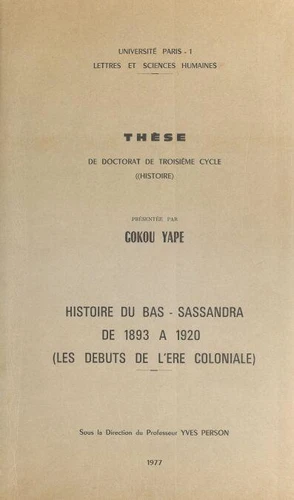 UNIVERSITÉ PARIS - 1
LETTRES ET SCIENCES HUMAINES
THÈSE
DE DOCTORAT DE TROISIÈME CYCLE
((HISTOIRE)
PRÉSENTÉE PAR
GOKOU YAPE
HISTOIRE DU BAS - SASSANDRA
DE 1893 A 1920
(LES DEBUTS DE L'ERE COLONIALE)
Sous la Direction du Professeur YVES PERSON
1977